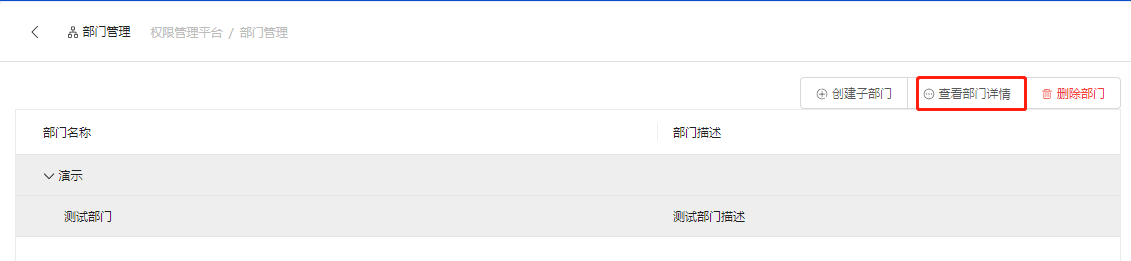 部门管理 权限管理平台 / 部门管理
创建子部门 查看部门详情 删除部门
部门名称 部门描述
演示
测试部门 测试部门描述